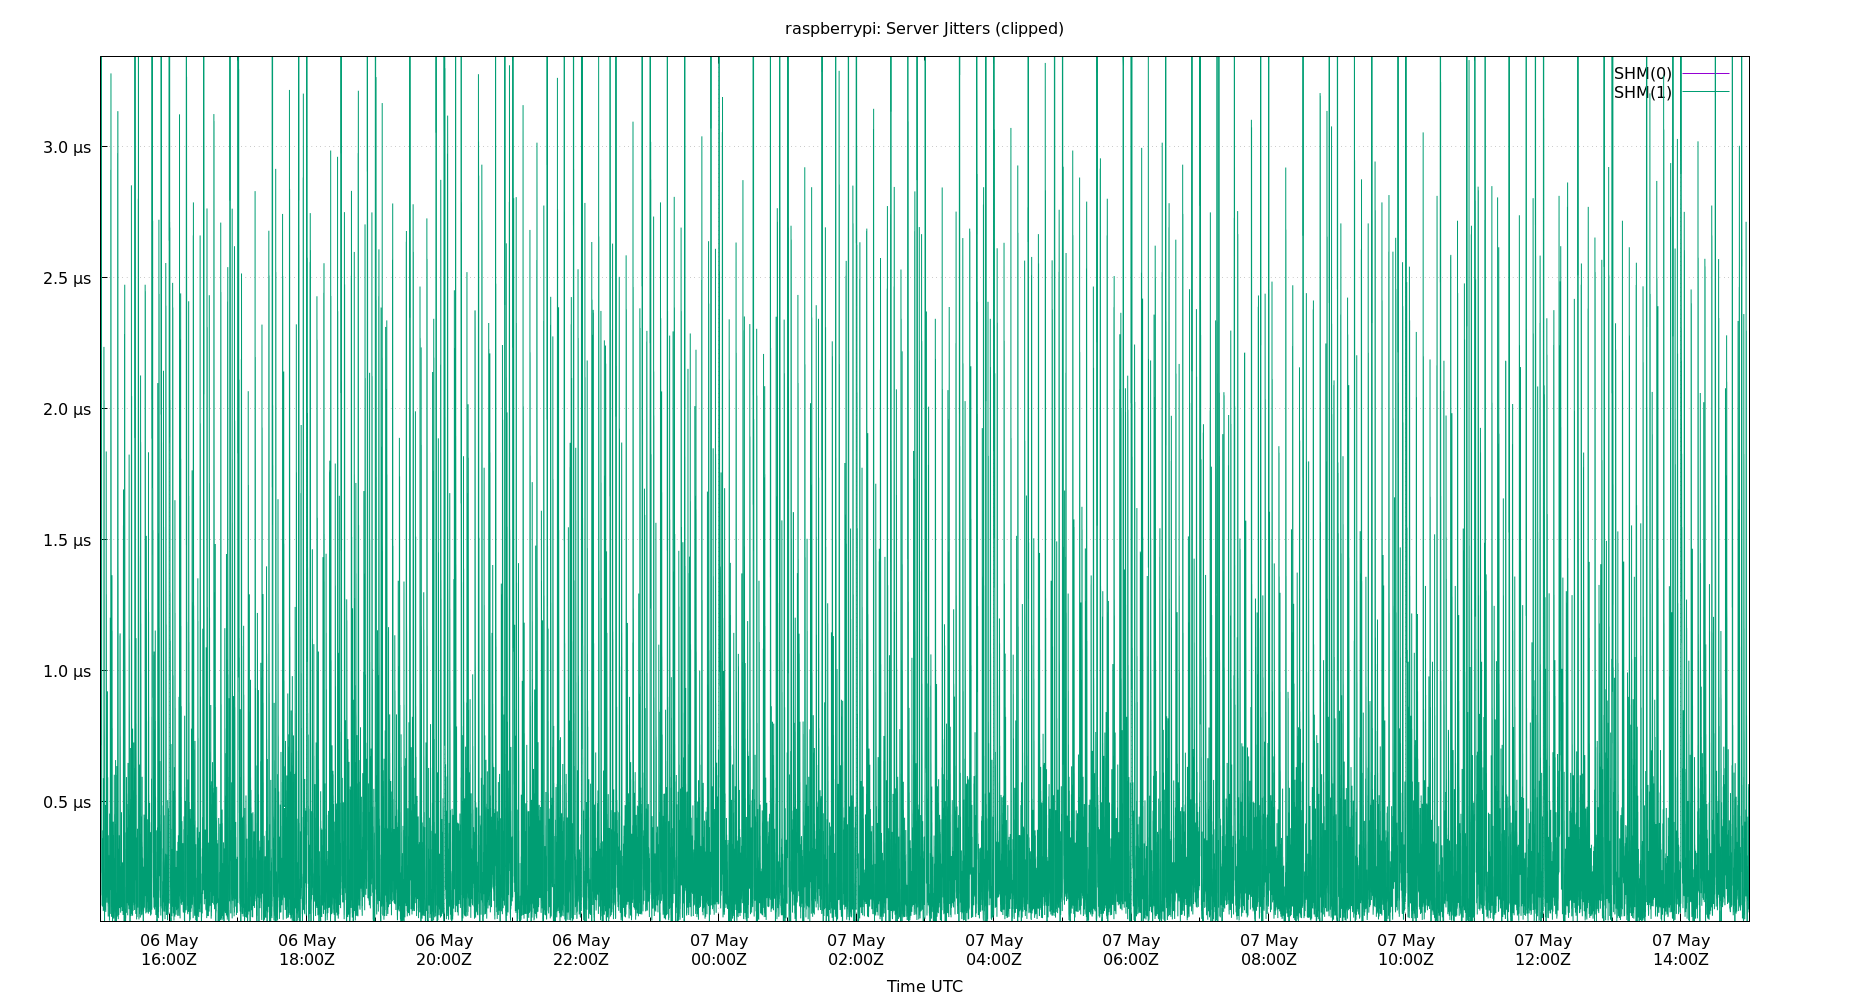 raspberrypi: Server Jitters (clipped)
SHM(0)
SHM(1)
3.0 µs
2.5 µs
2.0 µs
1.5 µs
1.0 µs
0.5 µs
06 May 06 May 06 May 06 May 07 May 07 May 07 May 07 May 07 May 07 May 07 May 07 May
16:00Z 18:00Z 20:00Z 22:00Z 00:00Z 02:00Z 04:00Z 06:00Z 08:00Z 10:00Z 12:00Z 14:00Z
Time UTC